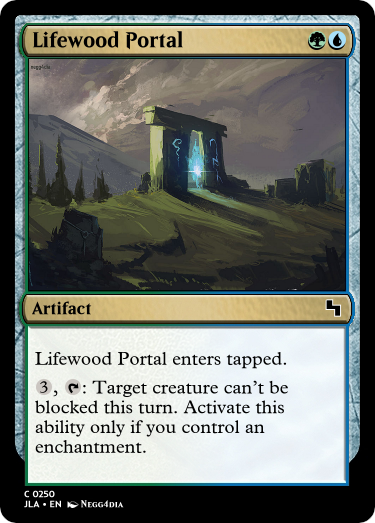 Lifewood Portal
negg4dia
Artifact
Lifewood Portal enters tapped.
3, T: Target creature can't be
blocked this turn. Activate this
ability only if you control an
enchantment.
C 0250
JLA • EN Negg4dia